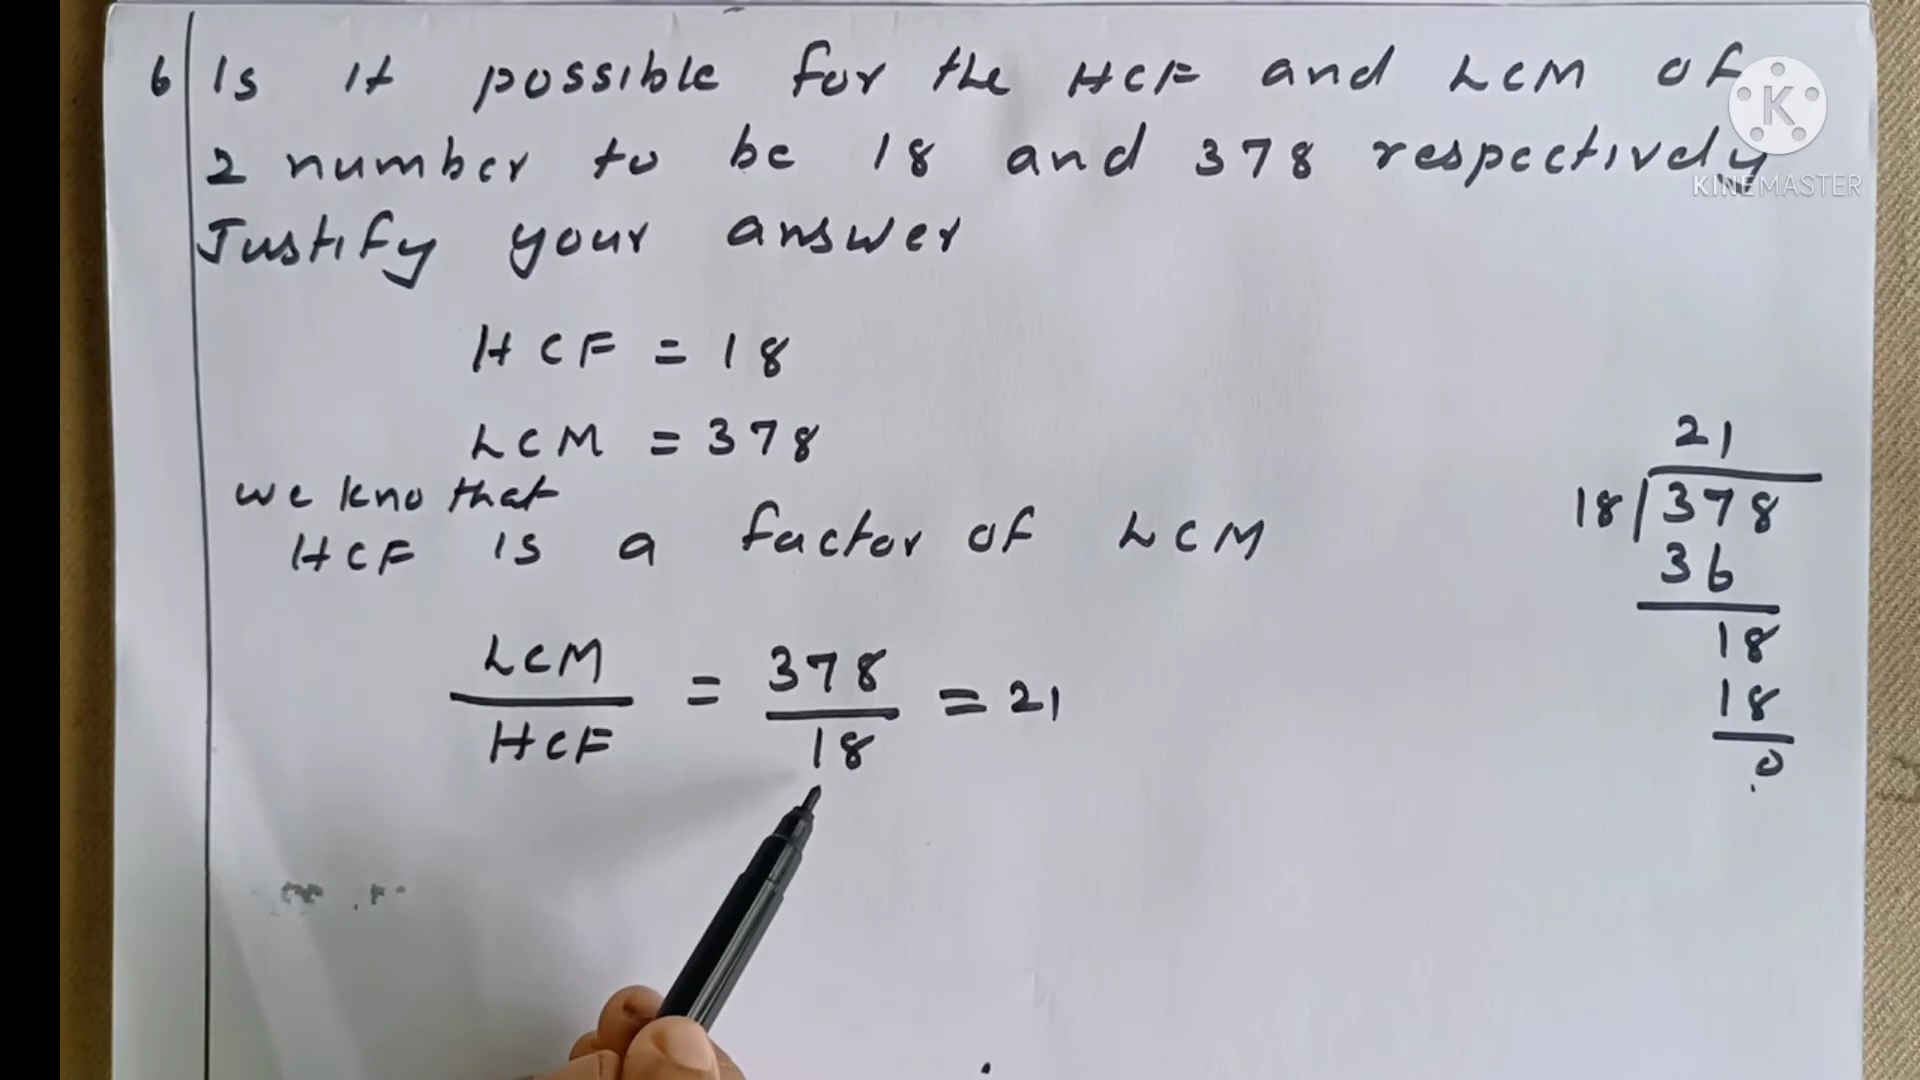 6 Is it possible for the HCF and LCM of
2 number to be 18 and 378 respectively
Justify your answer
HCF = 18
LCM = 378
we kno that
HCF is a factor of LCM
LCM / HCF = 378 / 18 = 21
21
18 | 378
36
18
18
0
K
KINEMASTER